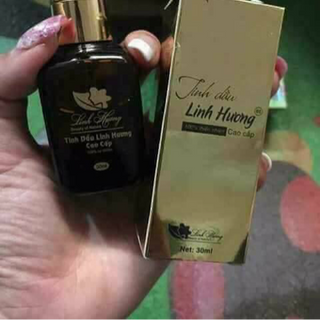 Linh Hương
Tinh Dầu Linh Hương
Cao Cấp
Tinh dầu
Linh Hương
Cao cấp
Linh Hương
Net: 30ml